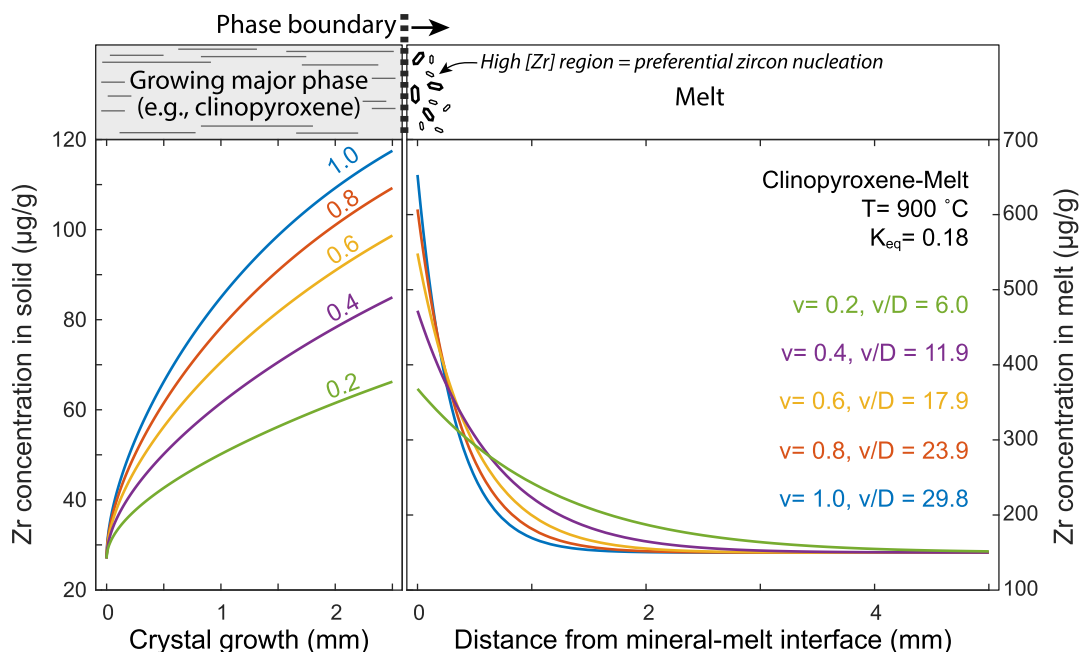 Phase boundary
Growing major phase
(e.g., clinopyroxene)
High [Zr] region = preferential zircon nucleation
Melt
120
100
80
60
40
20
Zr concentration in solid (µg/g)
1.0
0.8
0.6
0.4
0.2
0
1
2
Crystal growth (mm)
Clinopyroxene-Melt
T= 900 ˚C
Keq= 0.18
v= 0.2, v/D = 6.0
v= 0.4, v/D = 11.9
v= 0.6, v/D = 17.9
v= 0.8, v/D = 23.9
v= 1.0, v/D = 29.8
0
2
4
Distance from mineral-melt interface (mm)
700
600
500
400
300
200
100
Zr concentration in melt (µg/g)